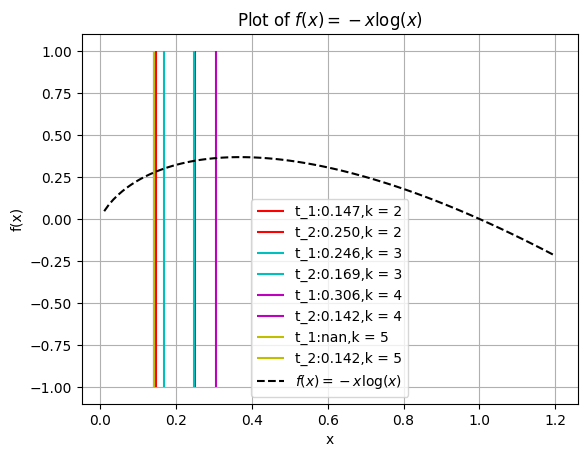 Plot of f(x) = −x log(x)
1.00
0.75
0.50
0.25
0.00
−0.25
−0.50
−0.75
−1.00
f(x)
t_1:0.147,k = 2
t_2:0.250,k = 2
t_1:0.246,k = 3
t_2:0.169,k = 3
t_1:0.306,k = 4
t_2:0.142,k = 4
t_1:nan,k = 5
t_2:0.142,k = 5
f(x) = −x log(x)
0.0 0.2 0.4 0.6 0.8 1.0 1.2
x